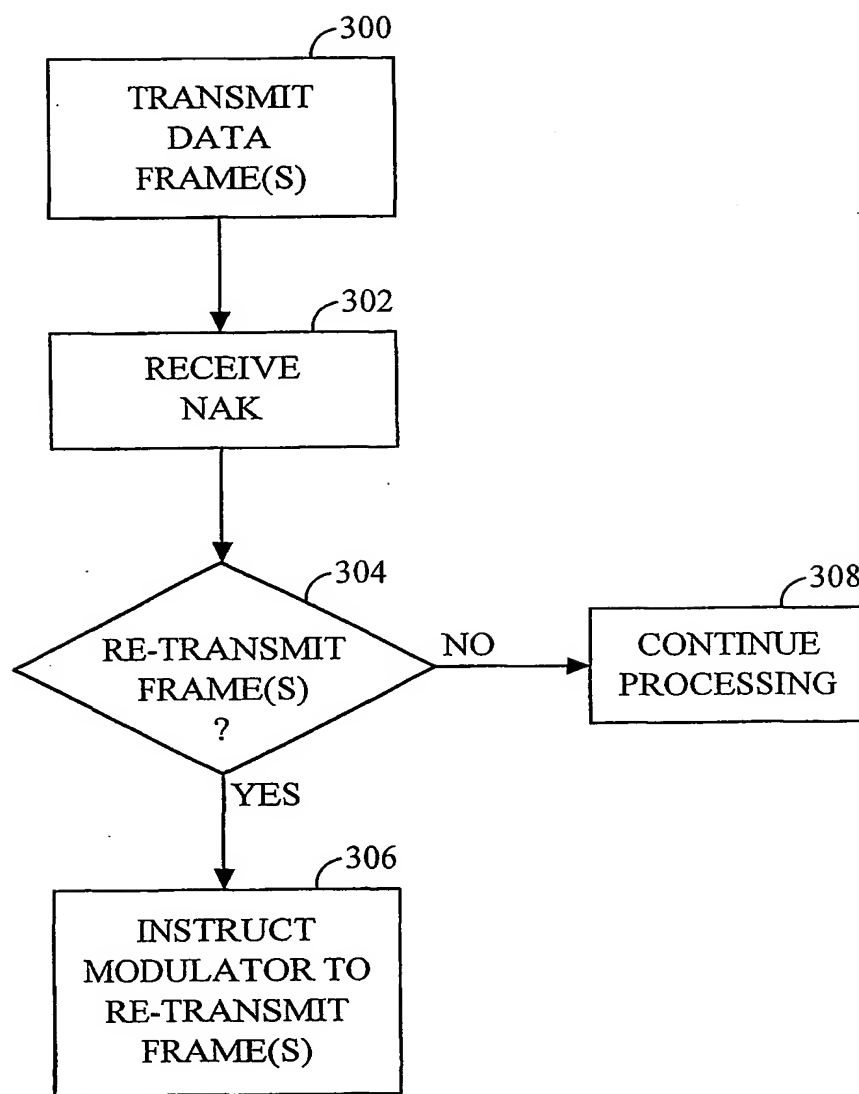 300
TRANSMIT
DATA
FRAME(S)
302
RECEIVE
NAK
304
RE-TRANSMIT
FRAME(S)
?
NO
308
CONTINUE
PROCESSING
YES
306
INSTRUCT
MODULATOR TO
RE-TRANSMIT
FRAME(S)